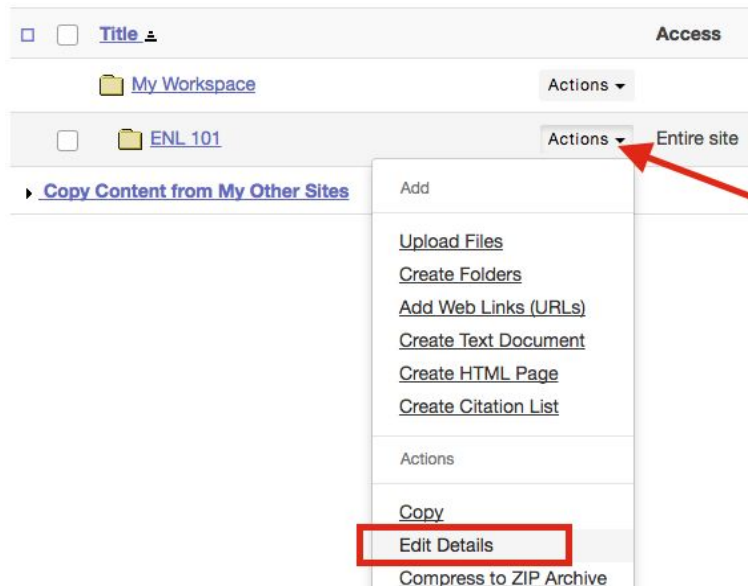 Title Access
My Workspace Actions
ENL 101 Actions Entire site
Copy Content from My Other Sites
Add
Upload Files
Create Folders
Add Web Links (URLs)
Create Text Document
Create HTML Page
Create Citation List
Actions
Copy
Edit Details
Compress to ZIP Archive